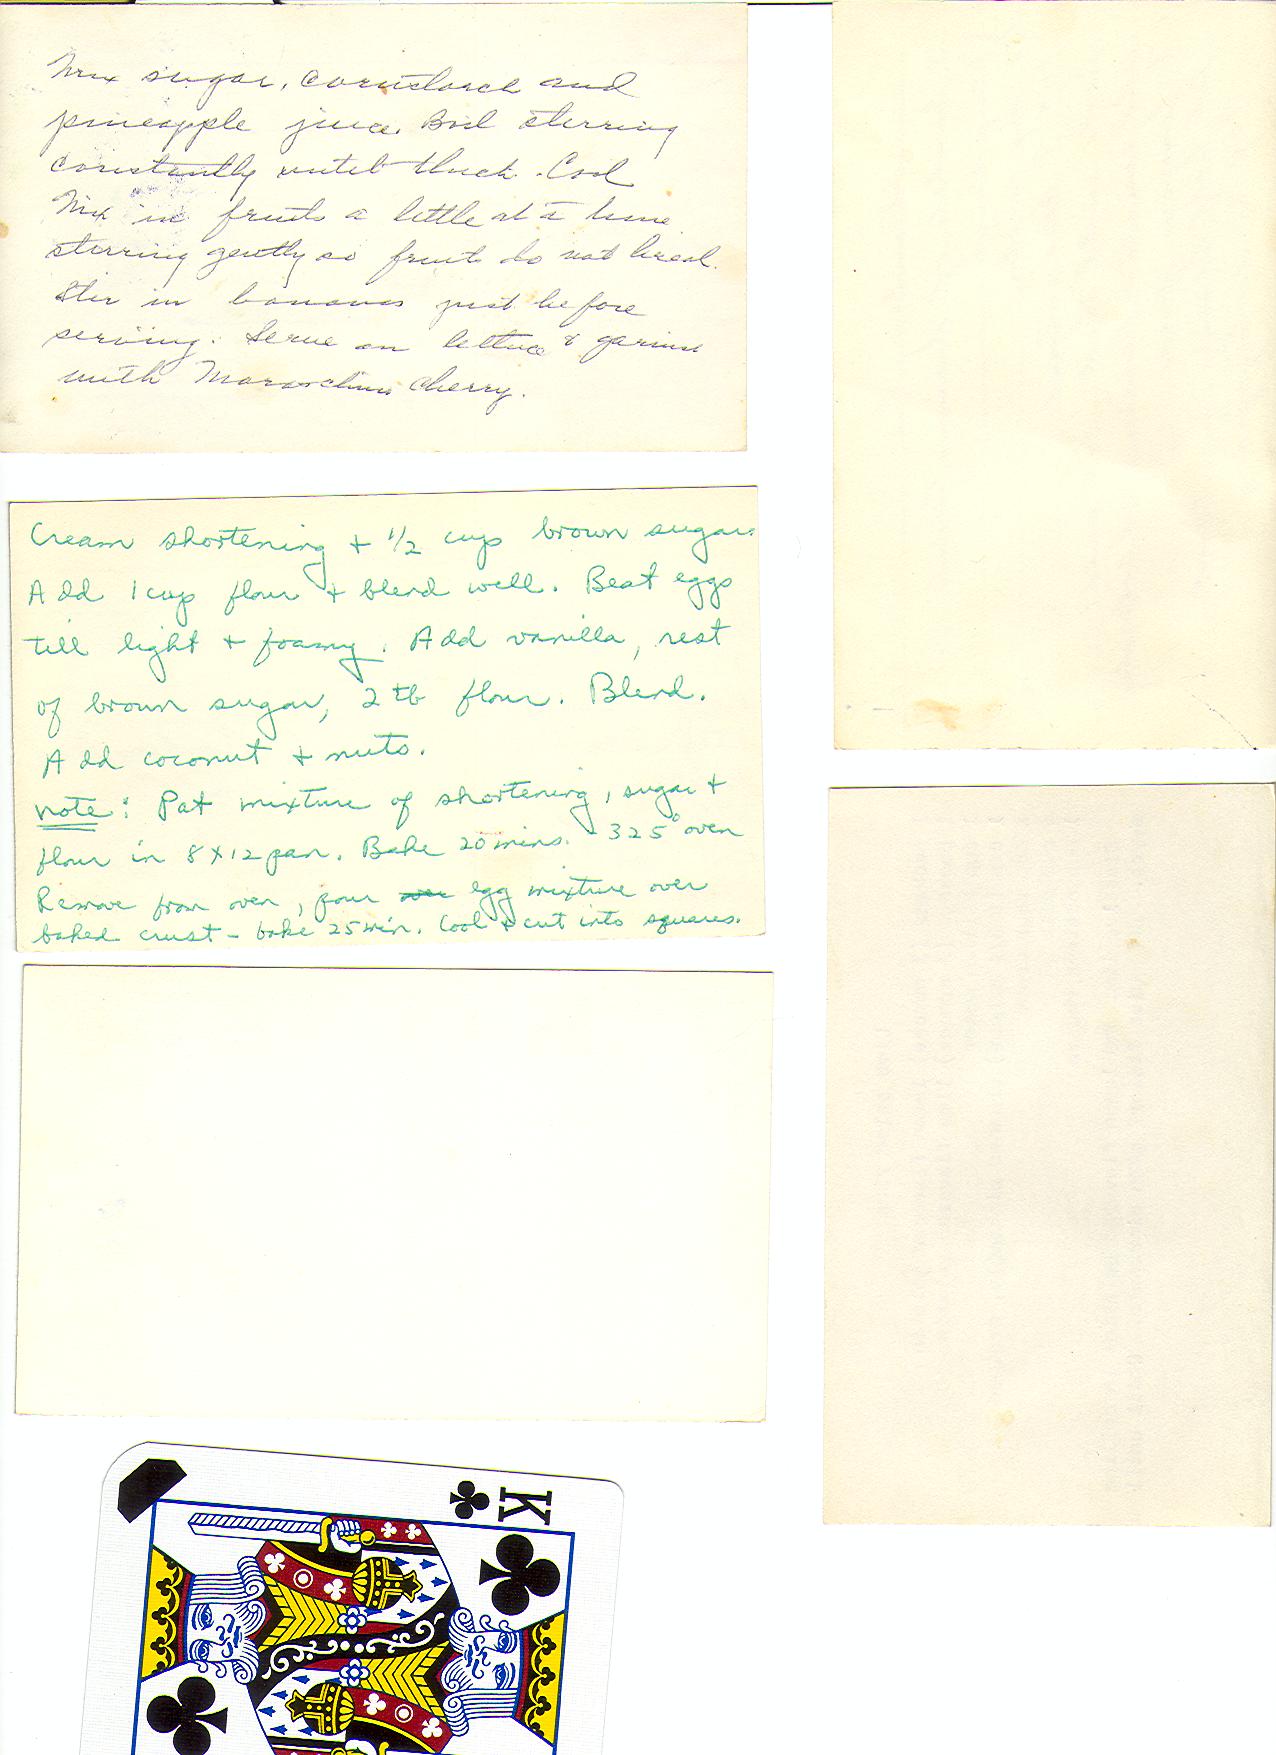 Mix sugar, cornstarch and
pineapple juice. Boil stirring
constantly until thick. Cool
Mix in fruits a little at a time
stirring gently so fruit do not break.
Stir in bananas just before
serving. Serve on lettuce & garnish
with Maraschino cherry.
Cream shortening + 1/2 cup brown sugar.
Add 1 cup flour + blend well. Beat eggs
till light + foamy. Add vanilla, rest
of brown sugar, 2 tb flour. Blend.
Add coconut + nuts.
note: Pat mixture of shortening, sugar +
flour in 8 x 12 pan. Bake 20 mins. 325° oven
Remove from oven, pour egg mixture over
baked crust - bake 25 min. Cool + cut into squares.
K